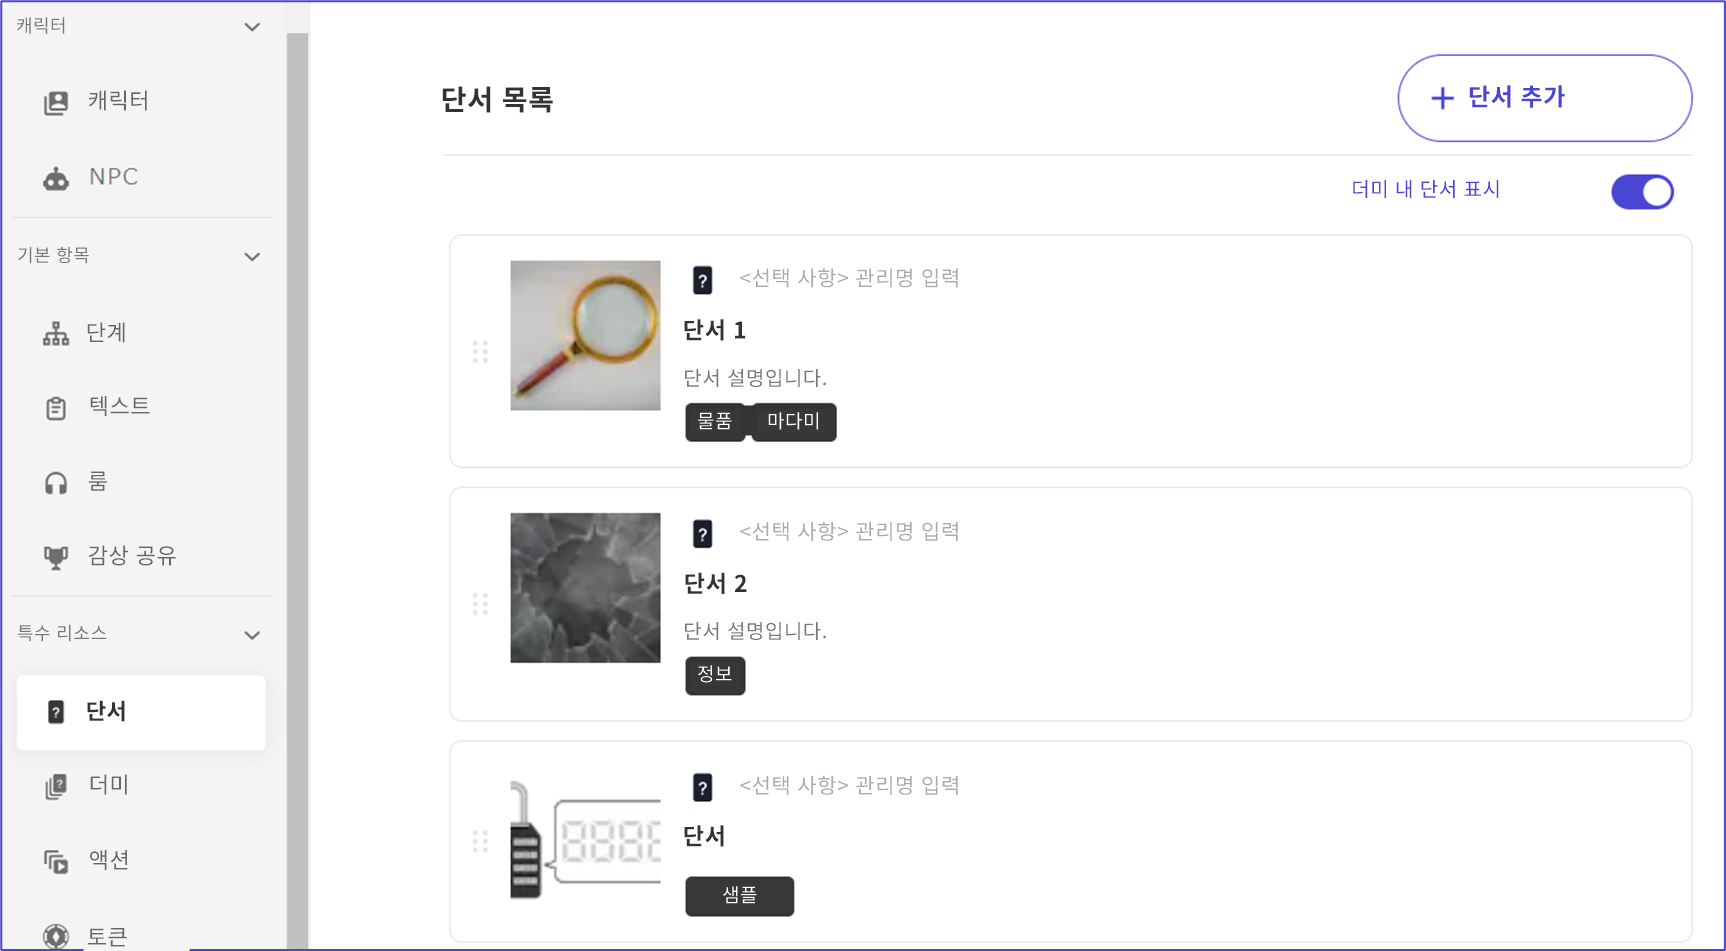 캐릭터
캐릭터
NPC
기본 항목
단계
텍스트
룸
감상 공유
특수 리소스
단서
더미
액션
토큰
단서 목록
+ 단서 추가
더미 내 단서 표시
? <선택 사항> 관리명 입력
단서 1
단서 설명입니다.
물품 마다미
? <선택 사항> 관리명 입력
단서 2
단서 설명입니다.
정보
? <선택 사항> 관리명 입력
단서
8888
샘플